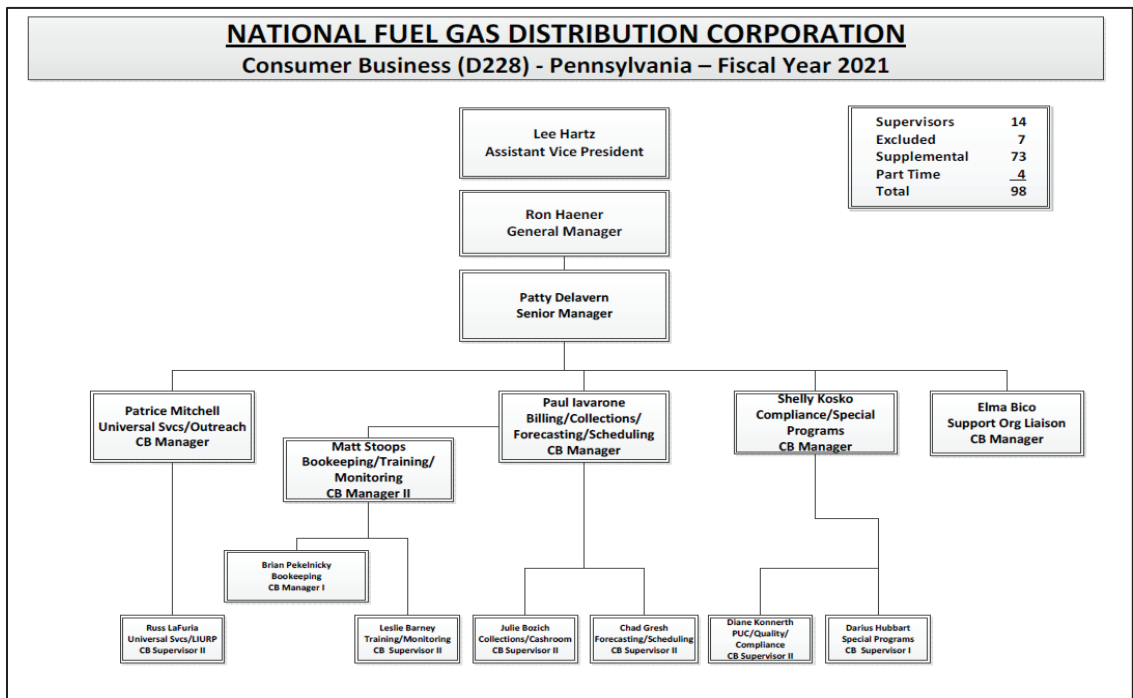 NATIONAL FUEL GAS DISTRIBUTION CORPORATION
Consumer Business (D228) - Pennsylvania – Fiscal Year 2021
Lee Hartz
Assistant Vice President
Supervisors 14
Excluded 7
Supplemental 73
Part Time 4
Total 98
Ron Haener
General Manager
Patty Delavern
Senior Manager
Patrice Mitchell
Universal Svcs/Outreach
CB Manager
Paul Iavarone
Billing/Collections/
Forecasting/Scheduling
CB Manager
Shelly Kosko
Compliance/Special
Programs
CB Manager
Elma Bico
Support Org Liaison
CB Manager
Matt Stoops
Bookeeping/Training/
Monitoring
CB Manager II
Brian Pekelnicky
Bookeeping
CB Manager I
Russ LaFuria
Universal Svcs/LIURP
CB Supervisor II
Leslie Barney
Training/Monitoring
CB Supervisor II
Julie Bozich
Collections/Cashroom
CB Supervisor II
Chad Gresh
Forecasting/Scheduling
CB Supervisor II
Diane Konnerth
PUC/Quality/
Compliance
CB Supervisor II
Darius Hubbart
Special Programs
CB Supervisor I